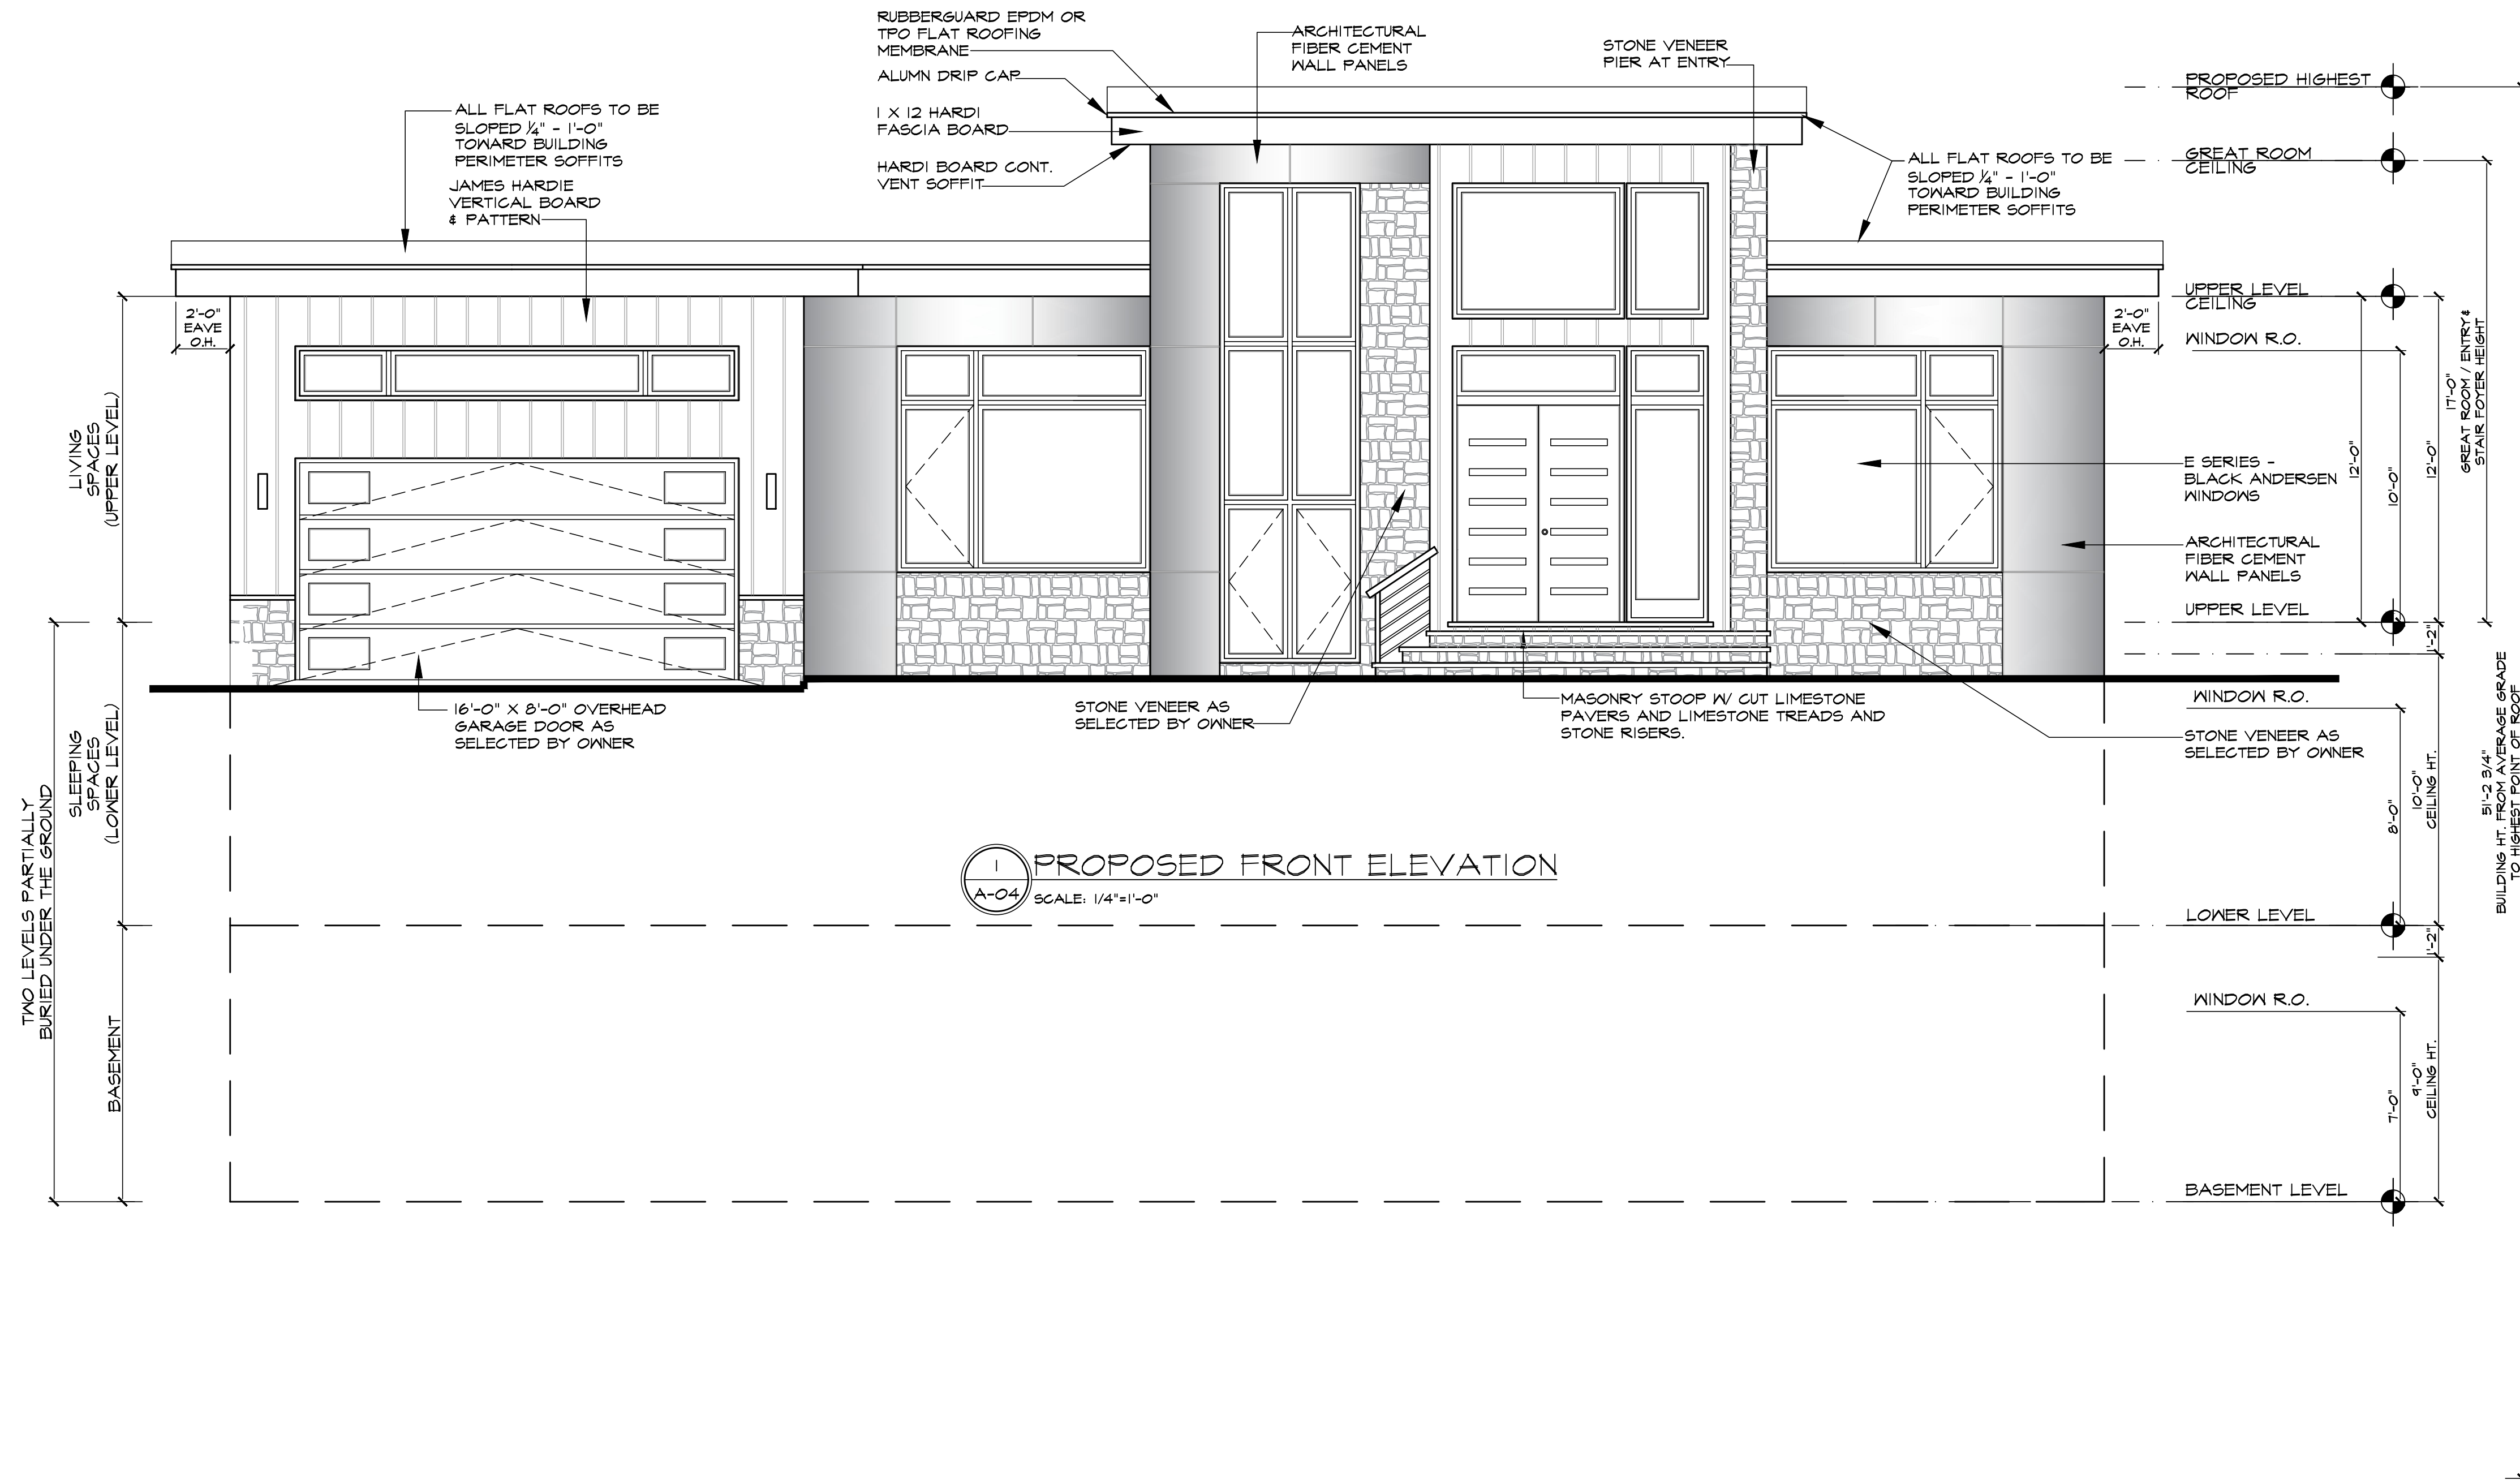 RUBBERGUARD EPDM OR
TPO FLAT ROOFING
MEMBRANE
ALUMN DRIP CAP
1 X 12 HARDI
FASCIA BOARD
HARDI BOARD CONT.
VENT SOFFIT
ARCHITECTURAL
FIBER CEMENT
WALL PANELS
STONE VENEER
PIER AT ENTRY
ALL FLAT ROOFS TO BE
SLOPED 1/4" - 1'-0"
TOWARD BUILDING
PERIMETER SOFFITS
JAMES HARDIE
VERTICAL BOARD
& PATTERN
ALL FLAT ROOFS TO BE
SLOPED 1/4" - 1'-0"
TOWARD BUILDING
PERIMETER SOFFITS
PROPOSED HIGHEST
ROOF
GREAT ROOM
CEILING
UPPER LEVEL
CEILING
WINDOW R.O.
2'-0"
EAVE
O.H.
2'-0"
EAVE
O.H.
LIVING
SPACES
(UPPER LEVEL)
E SERIES -
BLACK ANDERSEN
WINDOWS
ARCHITECTURAL
FIBER CEMENT
WALL PANELS
UPPER LEVEL
12'-0"
10'-0"
12'-0"
17'-0"
GREAT ROOM / ENTRY &
STAIR FOYER HEIGHT
1'-2"
16'-0" X 8'-0" OVERHEAD
GARAGE DOOR AS
SELECTED BY OWNER
STONE VENEER AS
SELECTED BY OWNER
MASONRY STOOP W/ CUT LIMESTONE
PAVERS AND LIMESTONE TREADS AND
STONE RISERS.
WINDOW R.O.
STONE VENEER AS
SELECTED BY OWNER
SLEEPING
SPACES
(LOWER LEVEL)
TWO LEVELS PARTIALLY
BURIED UNDER THE GROUND
8'-0"
10'-0"
CEILING HT.
51'-2 3/4"
BUILDING HT. FROM AVERAGE GRADE
TO HIGHEST POINT OF ROOF
1
A-04
PROPOSED FRONT ELEVATION
SCALE: 1/4"=1'-0"
LOWER LEVEL
1'-2"
WINDOW R.O.
BASEMENT
7'-0"
9'-0"
CEILING HT.
BASEMENT LEVEL